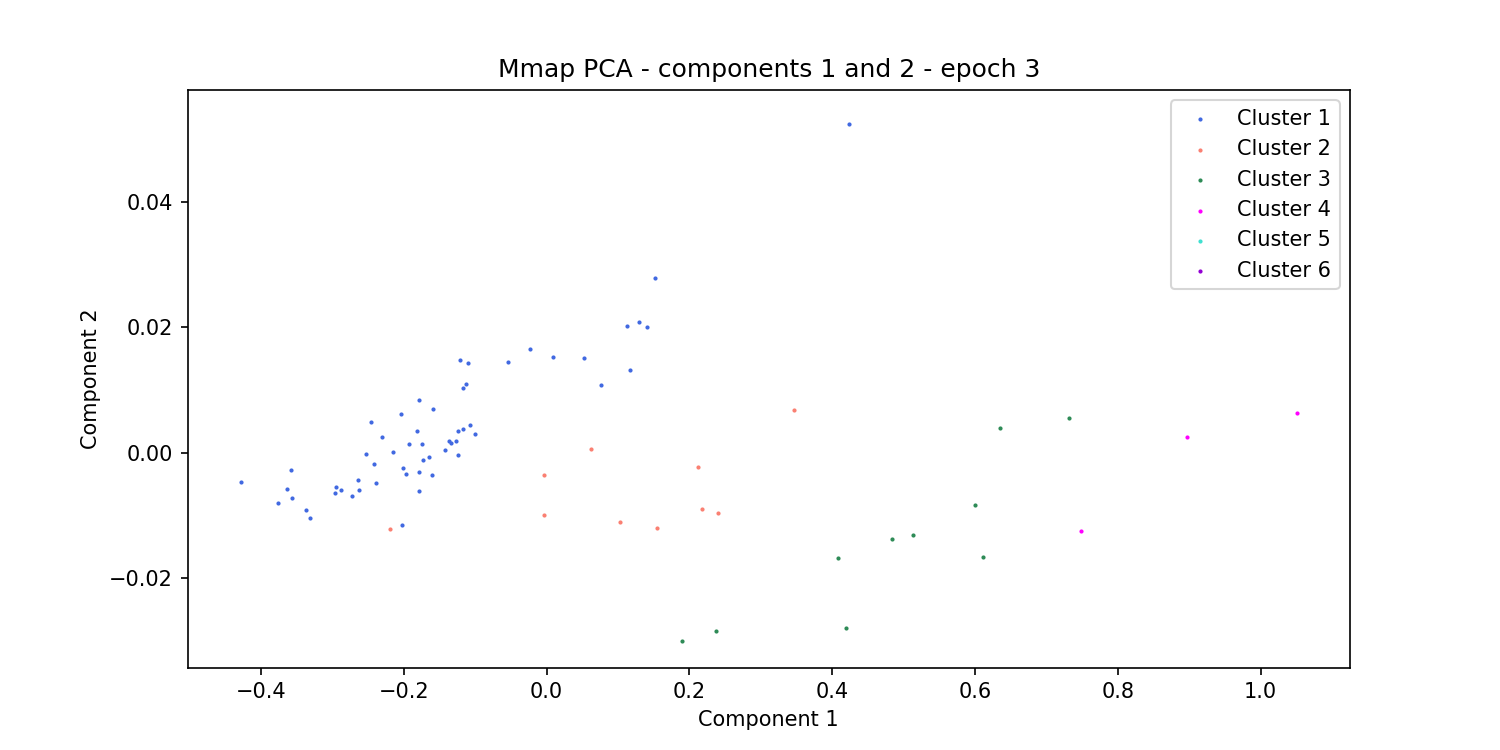 Mmap PCA - components 1 and 2 - epoch 3
Cluster 1
Cluster 2
Cluster 3
Cluster 4
Cluster 5
Cluster 6
Component 2
0.04
0.02
0.00
−0.02
−0.4 −0.2 0.0 0.2 0.4 0.6 0.8 1.0
Component 1